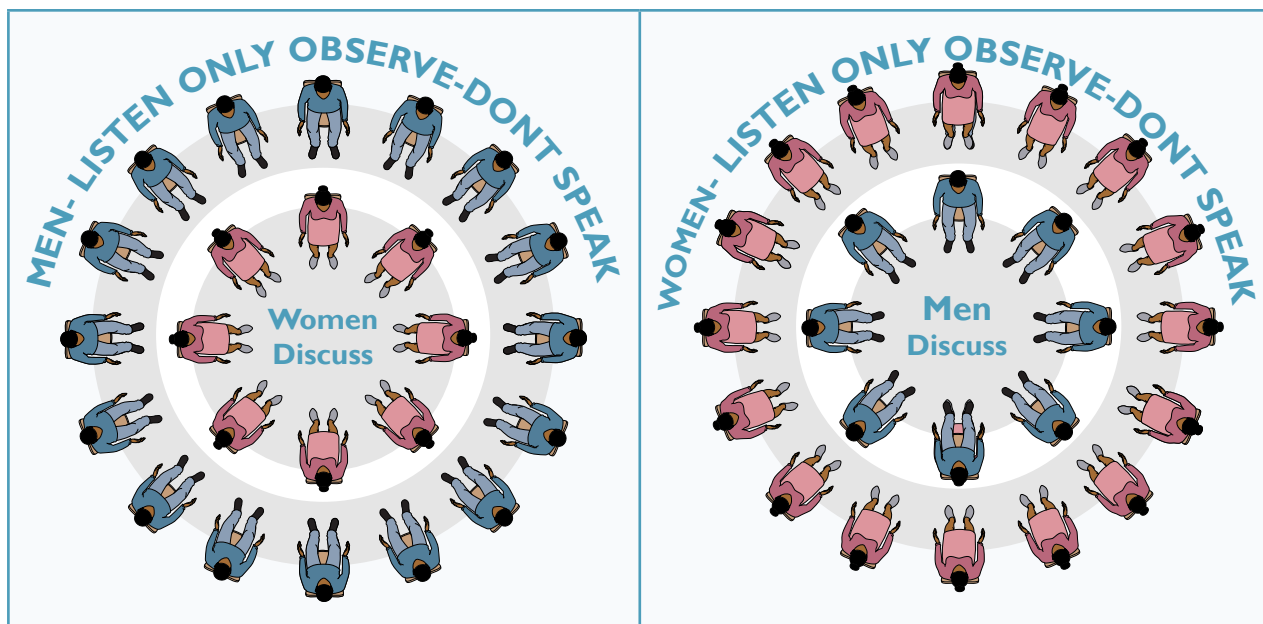 MEN- LISTEN ONLY OBSERVE-DONT SPEAK
Women
Discuss
WOMEN- LISTEN ONLY OBSERVE-DONT SPEAK
Men
Discuss